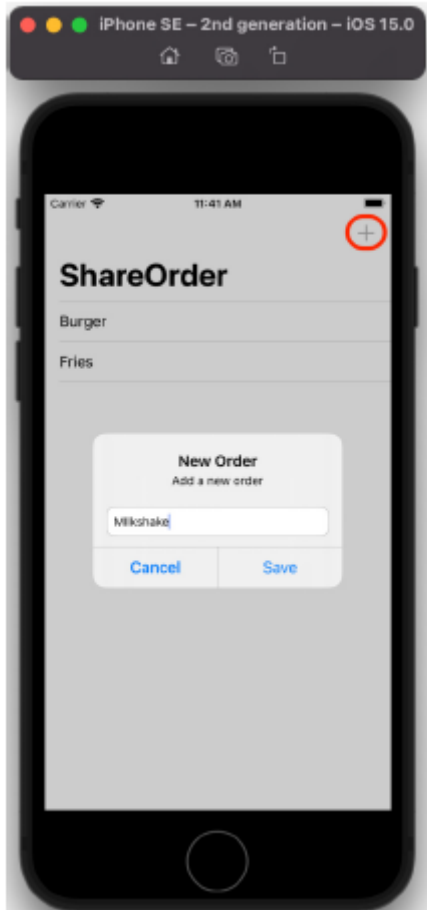 iPhone SE – 2nd generation – iOS 15.0
Carrier 11:41 AM
+
ShareOrder
Burger
Fries
New Order
Add a new order
Milkshake
Cancel Save